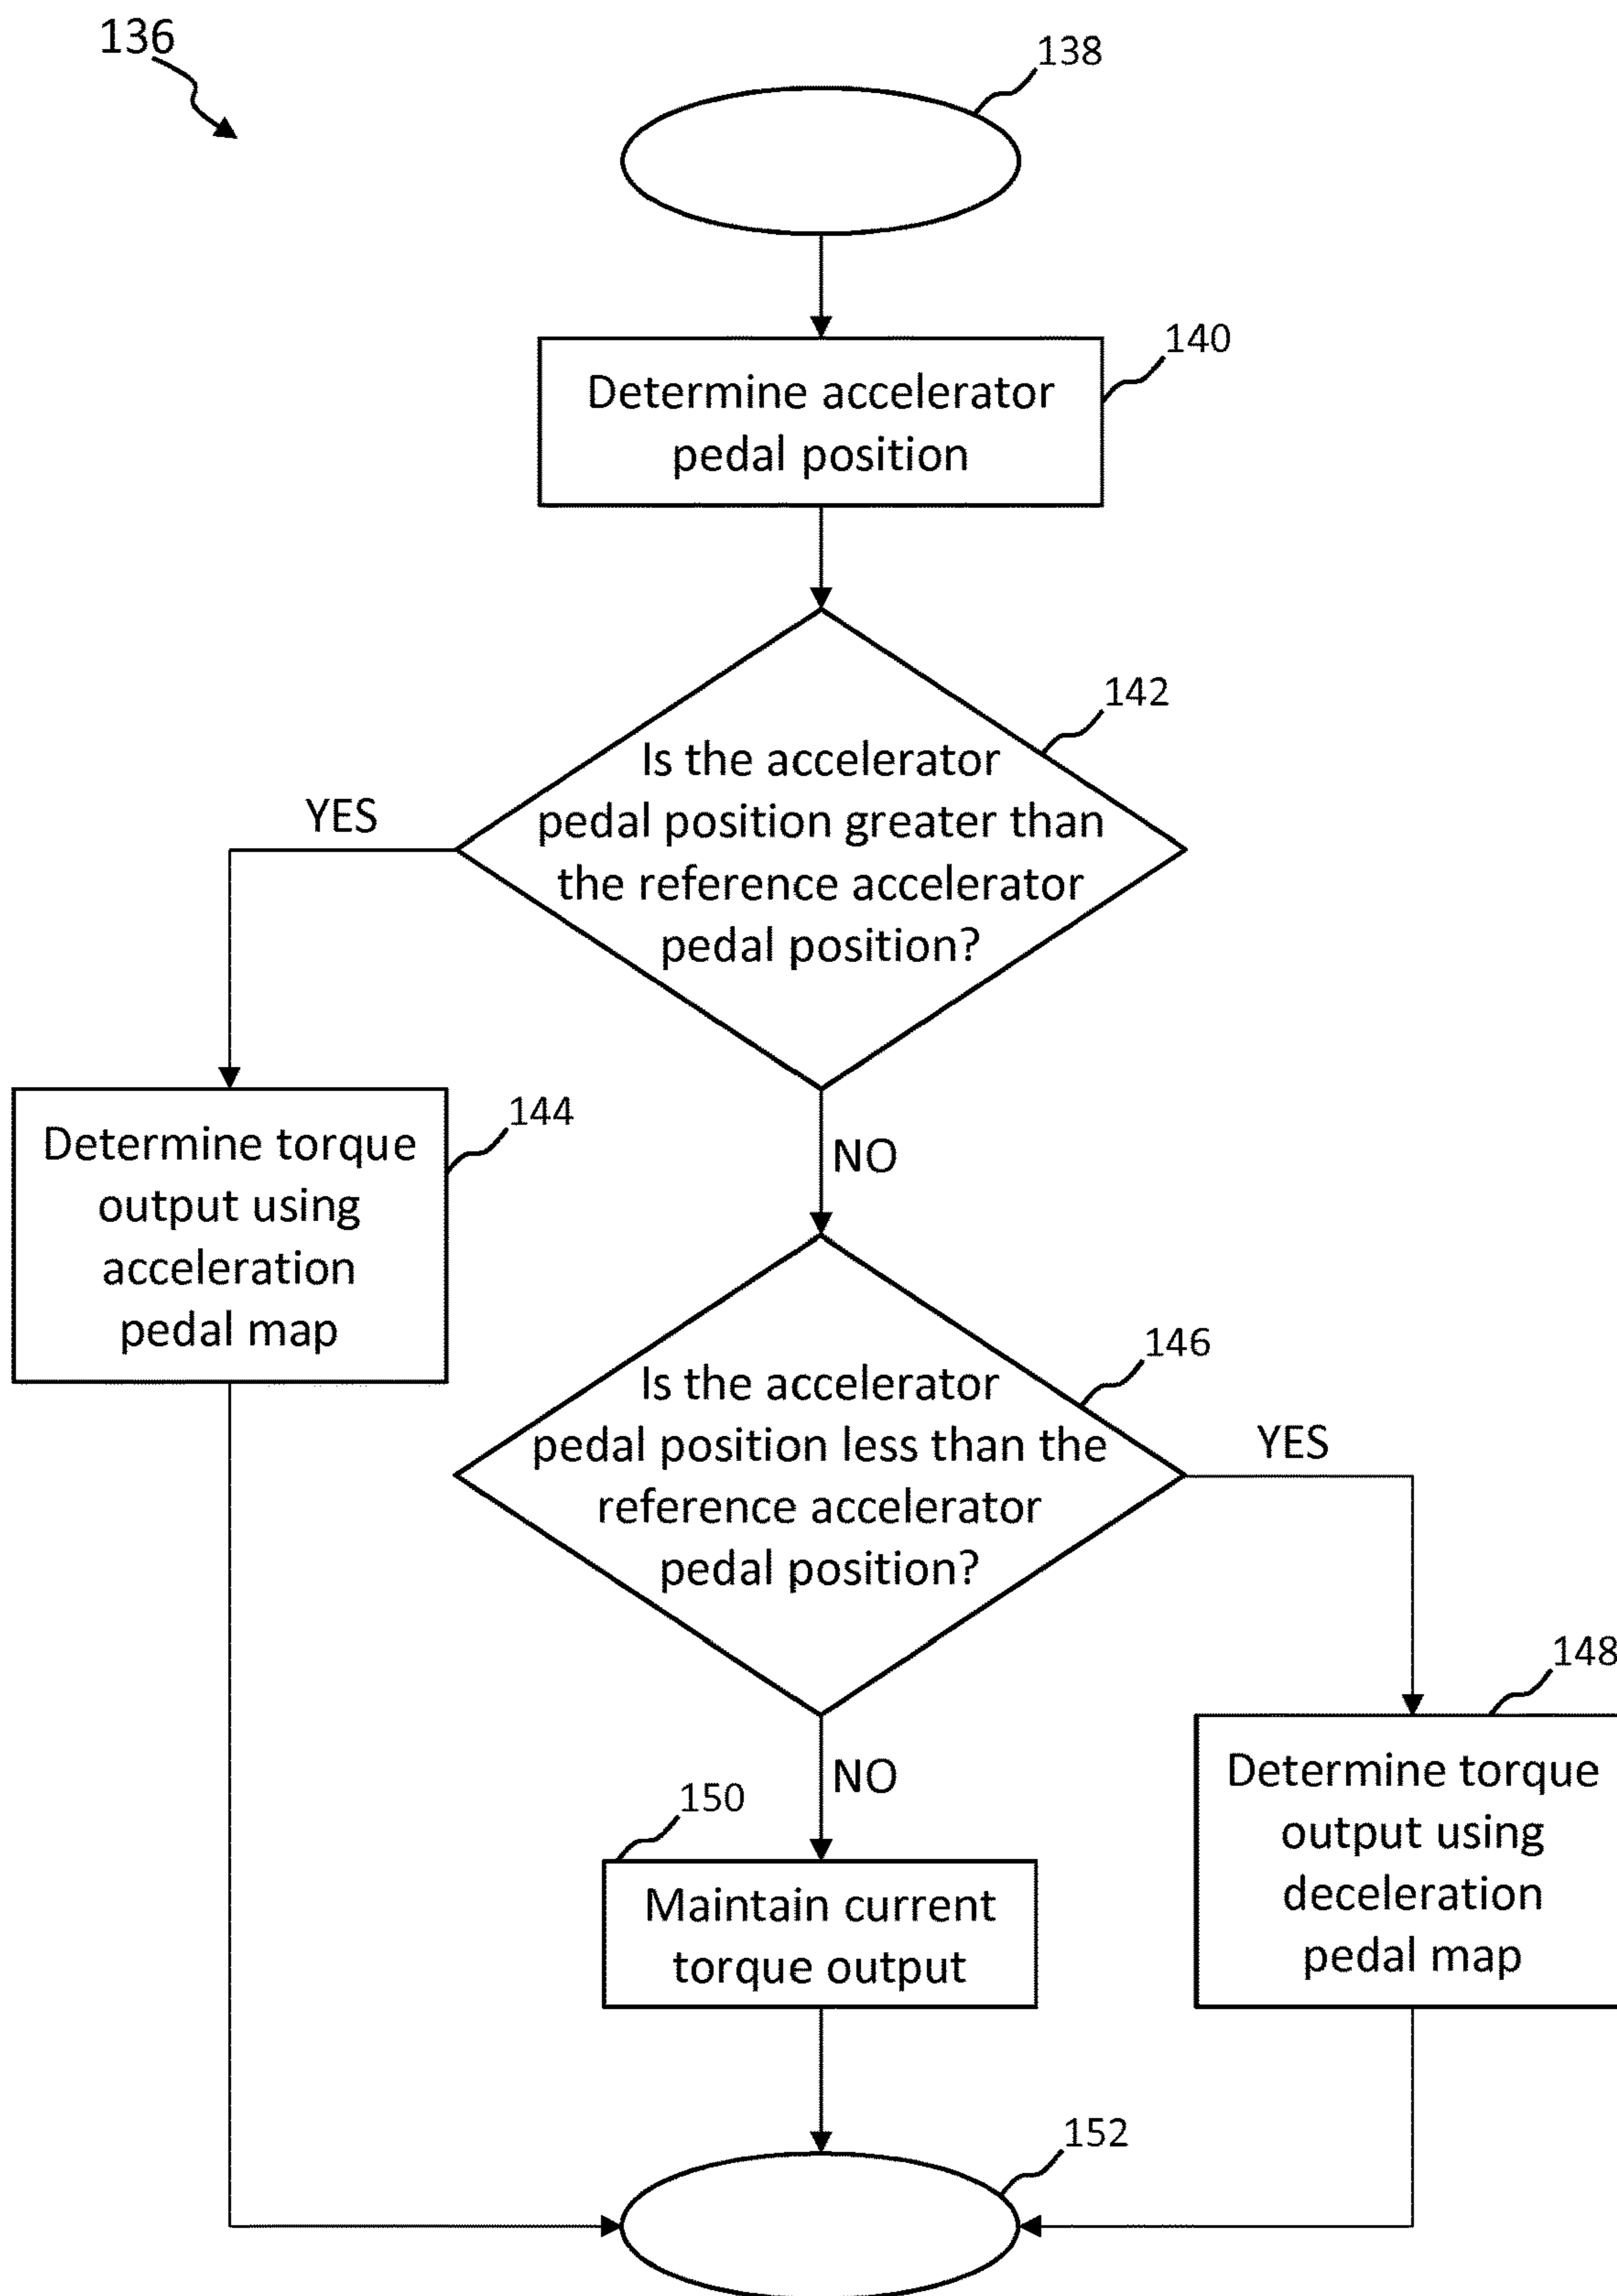 136
138
140
Determine accelerator
pedal position
142
Is the accelerator
pedal position greater than
the reference accelerator
pedal position?
YES
NO
144
Determine torque
output using
acceleration
pedal map
146
Is the accelerator
pedal position less than the
reference accelerator
pedal position?
YES
NO
148
Determine torque
output using
deceleration
pedal map
150
Maintain current
torque output
152